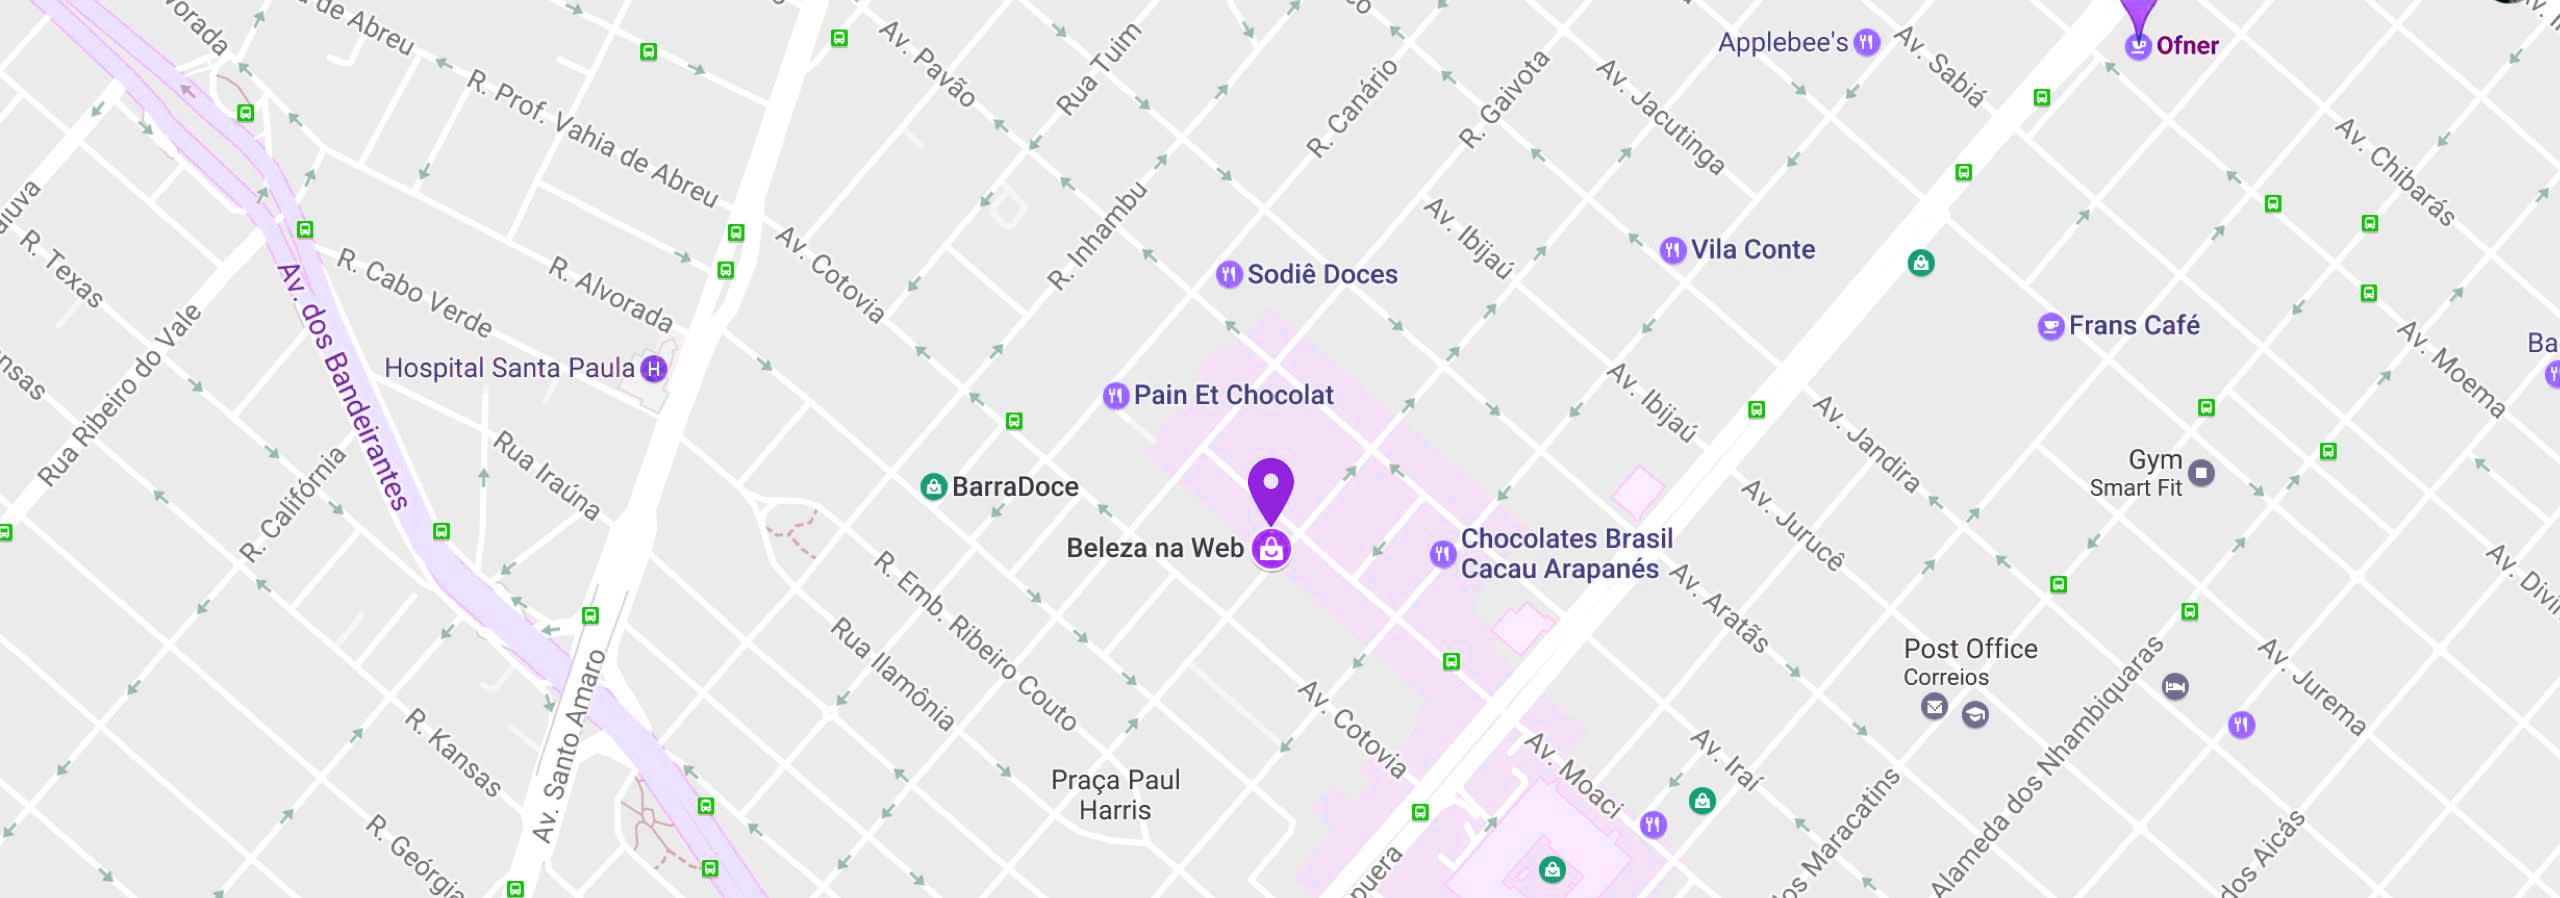 de Abreu
R. Prof. Vahia de Abreu
Av. Pavão
Rua Tuim
R. Canário
R. Gaivota
Av. Jacutinga
Applebee's
Av. Sabiá
Ofner
Av. Chibarás
R. Texas
Av. dos Bandeirantes
R. Cabo Verde
R. Alvorada
Av. Cotovia
R. Inhambu
Sodiê Doces
Av. Ibijaú
Vila Conte
Frans Café
Av. Moema
Rua Ribeiro do Vale
Hospital Santa Paula
Pain Et Chocolat
Av. Ibijaú
Av. Jandira
R. Califórnia
Rua Iraúna
BarraDoce
Beleza na Web
Chocolates Brasil
Cacau Arapanés
Av. Jurucê
Gym
Smart Fit
Av. Aratãs
R. Emb. Ribeiro Couto
Rua Ilamônia
Av. Cotovia
Post Office
Correios
Av. Jurema
Av. Santo Amaro
R. Kansas
R. Geórgia
Praça Paul
Harris
Av. Moaci
Av. Iraí
dos Maracatins
Alameda dos Nhambiquaras
dos Aicás